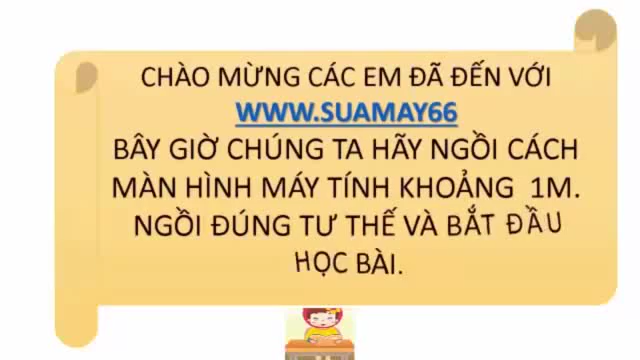 CHÀO MỪNG CÁC EM ĐÃ ĐẾN VỚI
WWW.SUAMAY66
BÂY GIỜ CHÚNG TA HÃY NGỒI CÁCH
MÀN HÌNH MÁY TÍNH KHOẢNG 1M.
NGỒI ĐÚNG TƯ THẾ VÀ BẮT ĐẦU
HỌC BÀI.